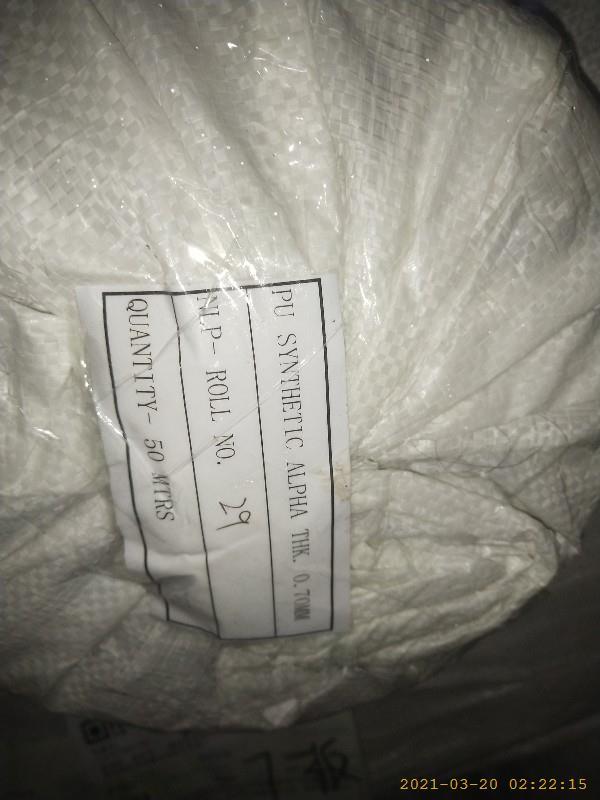 PU SYNTHETIC ALPHA THK. 0.70MM
NLP- ROLL NO. 29
QUANTITY- 50 MTRS
2021-03-20 02:22:15